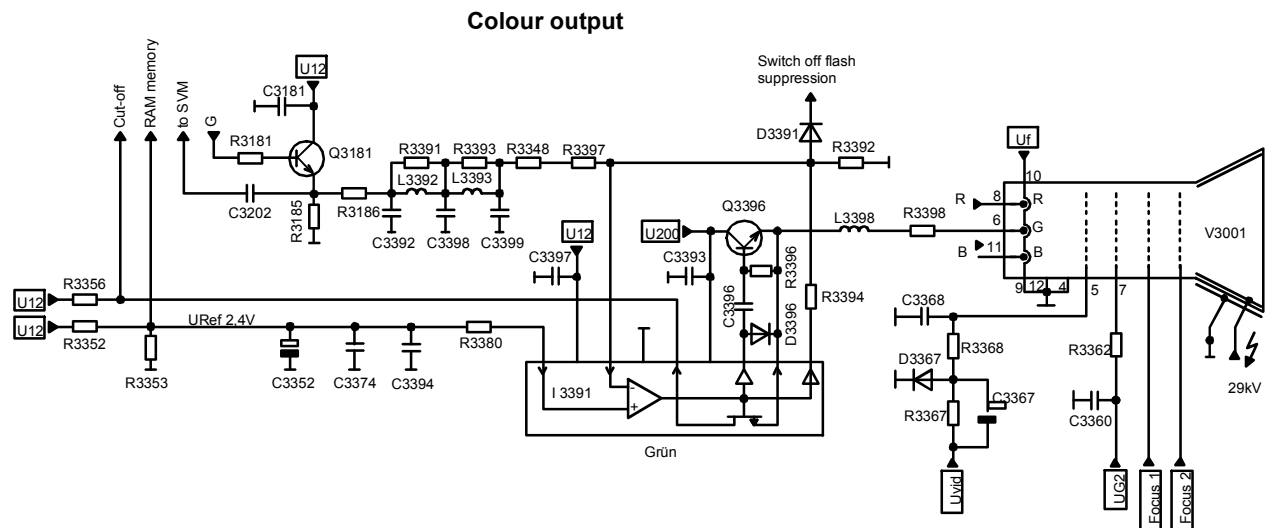 Colour output
Cut-off
RAM memory
to SVM
G
U12
C3181
R3181
Q3181
C3202
R3185
R3186
R3391
L3392
R3393
L3393
R3348
R3397
C3392
C3398
C3399
Switch off flash
suppression
D3391
R3392
U12
C3397
U200
C3393
Q3396
R3396
C3396
D3396
R3394
L3398
R3398
Uf
10
R
8
R
6
G
B
11
B
V3001
9
12
4
5
7
29kV
U12
R3356
U12
R3352
URef 2,4V
R3353
C3352
C3374
C3394
R3380
I 3391
-
+
Grün
C3368
R3368
D3367
R3367
C3367
Uvid
R3362
C3360
UG2
Focus 1
Focus 2